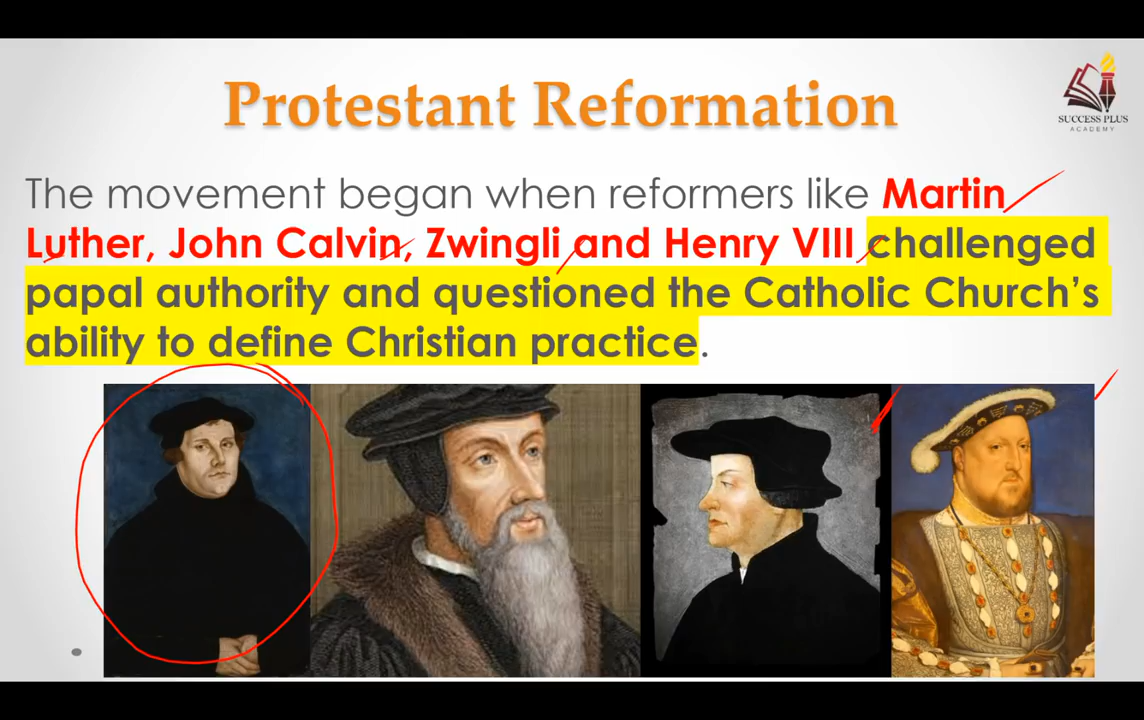 Protestant Reformation
SUCCESS PLUS
ACADEMY
The movement began when reformers like Martin
Luther, John Calvin, Zwingli and Henry VIII challenged
papal authority and questioned the Catholic Church’s
ability to define Christian practice.